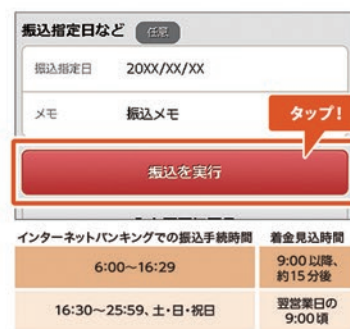 振込指定日など 任意
振込指定日 20XX/XX/XX
メモ 振込メモ
タップ!
振込を実行
インターネットバンキングでの振込手続時間 着金見込時間
6:00～16:29 9:00以降、
約15分後
16:30～25:59、土・日・祝日 翌営業日の
9:00頃